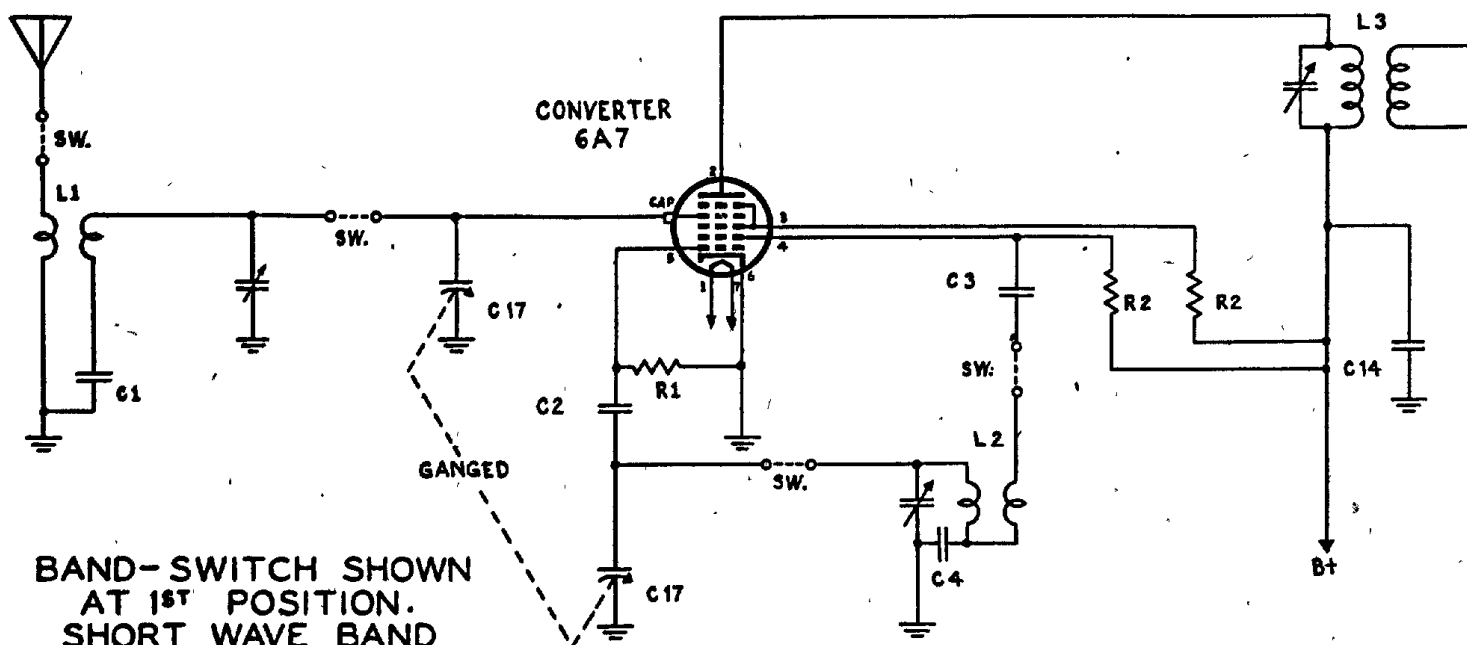 L3
CONVERTER
6A7
SW.
L1
2
CAP
3
4
5
6
1
7
SW.
C17
C3
R2
R2
C1
R1
C14
C2
SW.
L2
GANGED
SW.
C17
C4
B+
BAND-SWITCH SHOWN
AT 1ST POSITION.
SHORT WAVE BAND